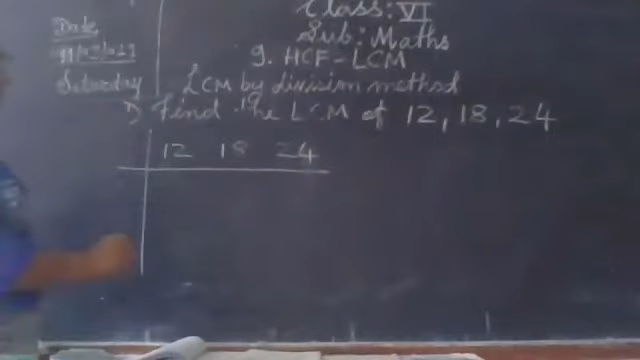 Class: VI
Date
Sub: Maths
9. HCF-LCM
Saturday
LCM by division method
1) Find the LCM of 12, 18, 24
12 18 24